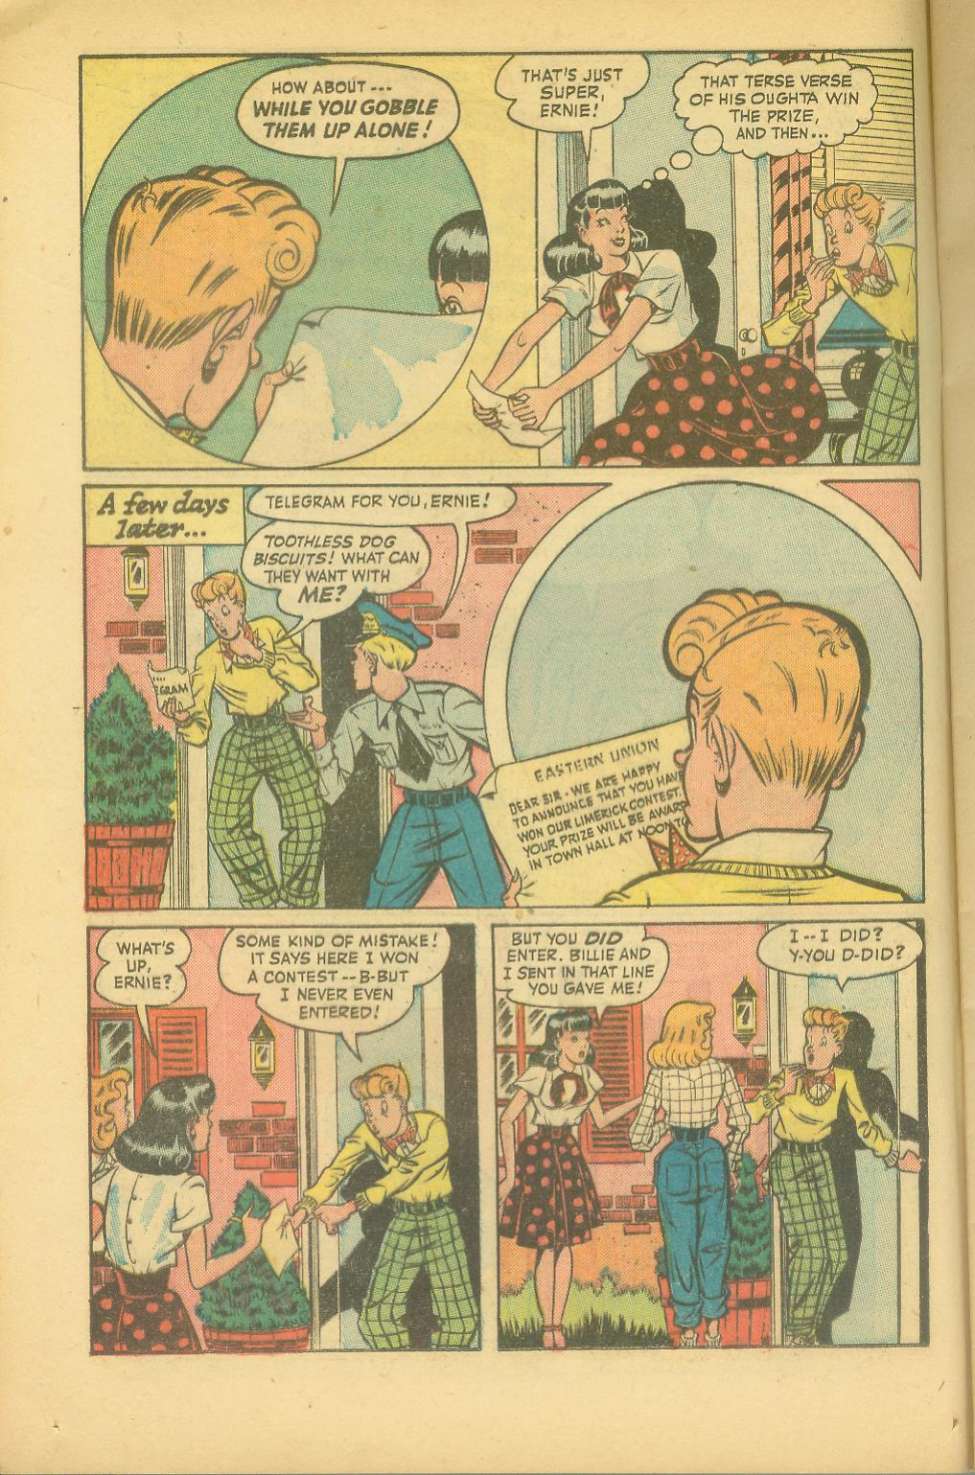 HOW ABOUT ---
WHILE YOU GOBBLE
THEM UP ALONE!
THAT'S JUST
SUPER,
ERNIE!
THAT TERSE VERSE
OF HIS OUGHTA WIN
THE PRIZE,
AND THEN...
A few days
later...
TELEGRAM FOR YOU, ERNIE!
TOOTHLESS DOG
BISCUITS! WHAT CAN
THEY WANT WITH
ME?
EGRAM
EASTERN UNION
DEAR SIR - WE ARE HAPPY
TO ANNOUNCE THAT YOU HAVE
WON OUR LIMERICK CONTEST.
YOUR PRIZE WILL BE AWAR
IN TOWN HALL AT NOON TO
WHAT'S
UP,
ERNIE?
SOME KIND OF MISTAKE!
IT SAYS HERE I WON
A CONTEST -- B-BUT
I NEVER EVEN
ENTERED!
BUT YOU DID
ENTER. BILLIE AND
I SENT IN THAT LINE
YOU GAVE ME!
I -- I DID?
Y-YOU D-DID?